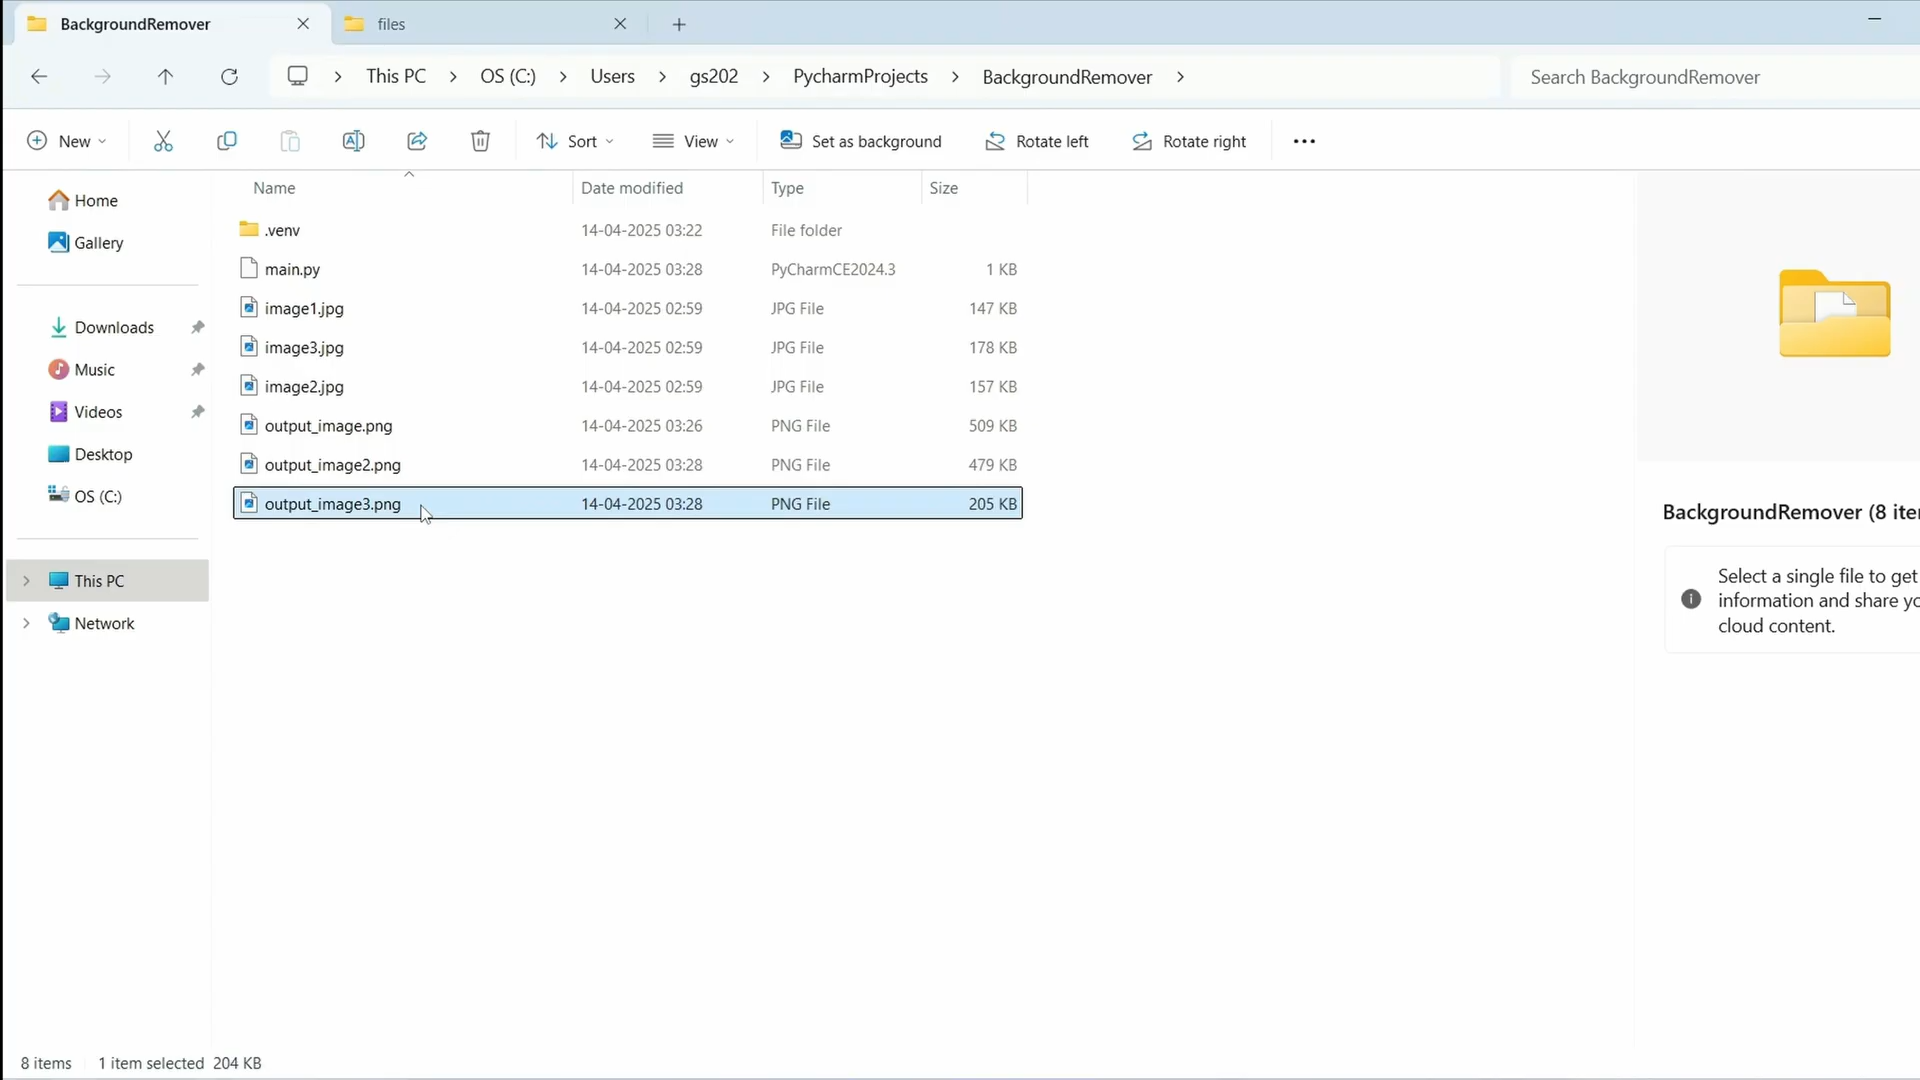 BackgroundRemover
files
This PC > OS (C:) > Users > gs202 > PycharmProjects > BackgroundRemover >
Search BackgroundRemover
New
Sort
View
Set as background
Rotate left
Rotate right
Name Date modified Type Size
Home
Gallery
Downloads
Music
Videos
Desktop
OS (C:)
This PC
Network
.venv 14-04-2025 03:22 File folder
main.py 14-04-2025 03:28 PyCharmCE2024.3 1 KB
image1.jpg 14-04-2025 02:59 JPG File 147 KB
image3.jpg 14-04-2025 02:59 JPG File 178 KB
image2.jpg 14-04-2025 02:59 JPG File 157 KB
output_image.png 14-04-2025 03:26 PNG File 509 KB
output_image2.png 14-04-2025 03:28 PNG File 479 KB
output_image3.png 14-04-2025 03:28 PNG File 205 KB
BackgroundRemover (8 iter
Select a single file to get
information and share yo
cloud content.
8 items 1 item selected 204 KB